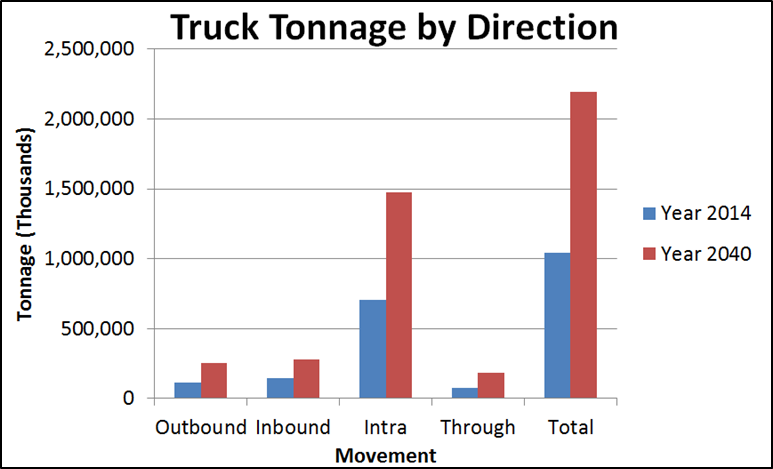 Truck Tonnage by Direction
2,500,000
2,000,000
1,500,000
1,000,000
500,000
0
Tonnage (Thousands)
Outbound Inbound Intra Through Total
Movement
Year 2014
Year 2040